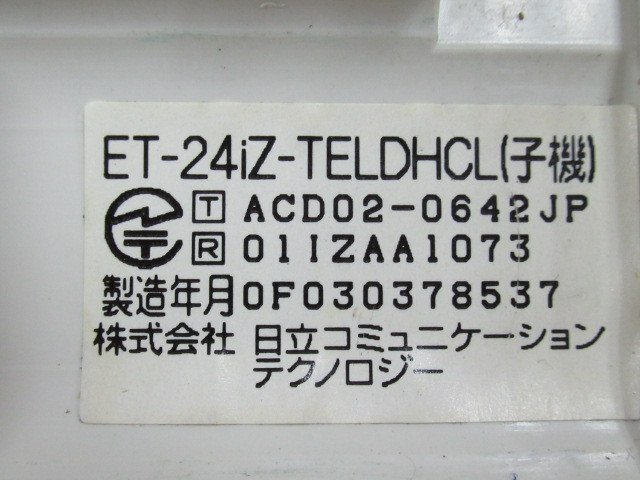 ET-24iZ-TELDHCL(子機)
T ACD02-0642JP
R 01IZAA1073
製造年月0F030378537
株式会社 日立コミュニケーション
テクノロジー